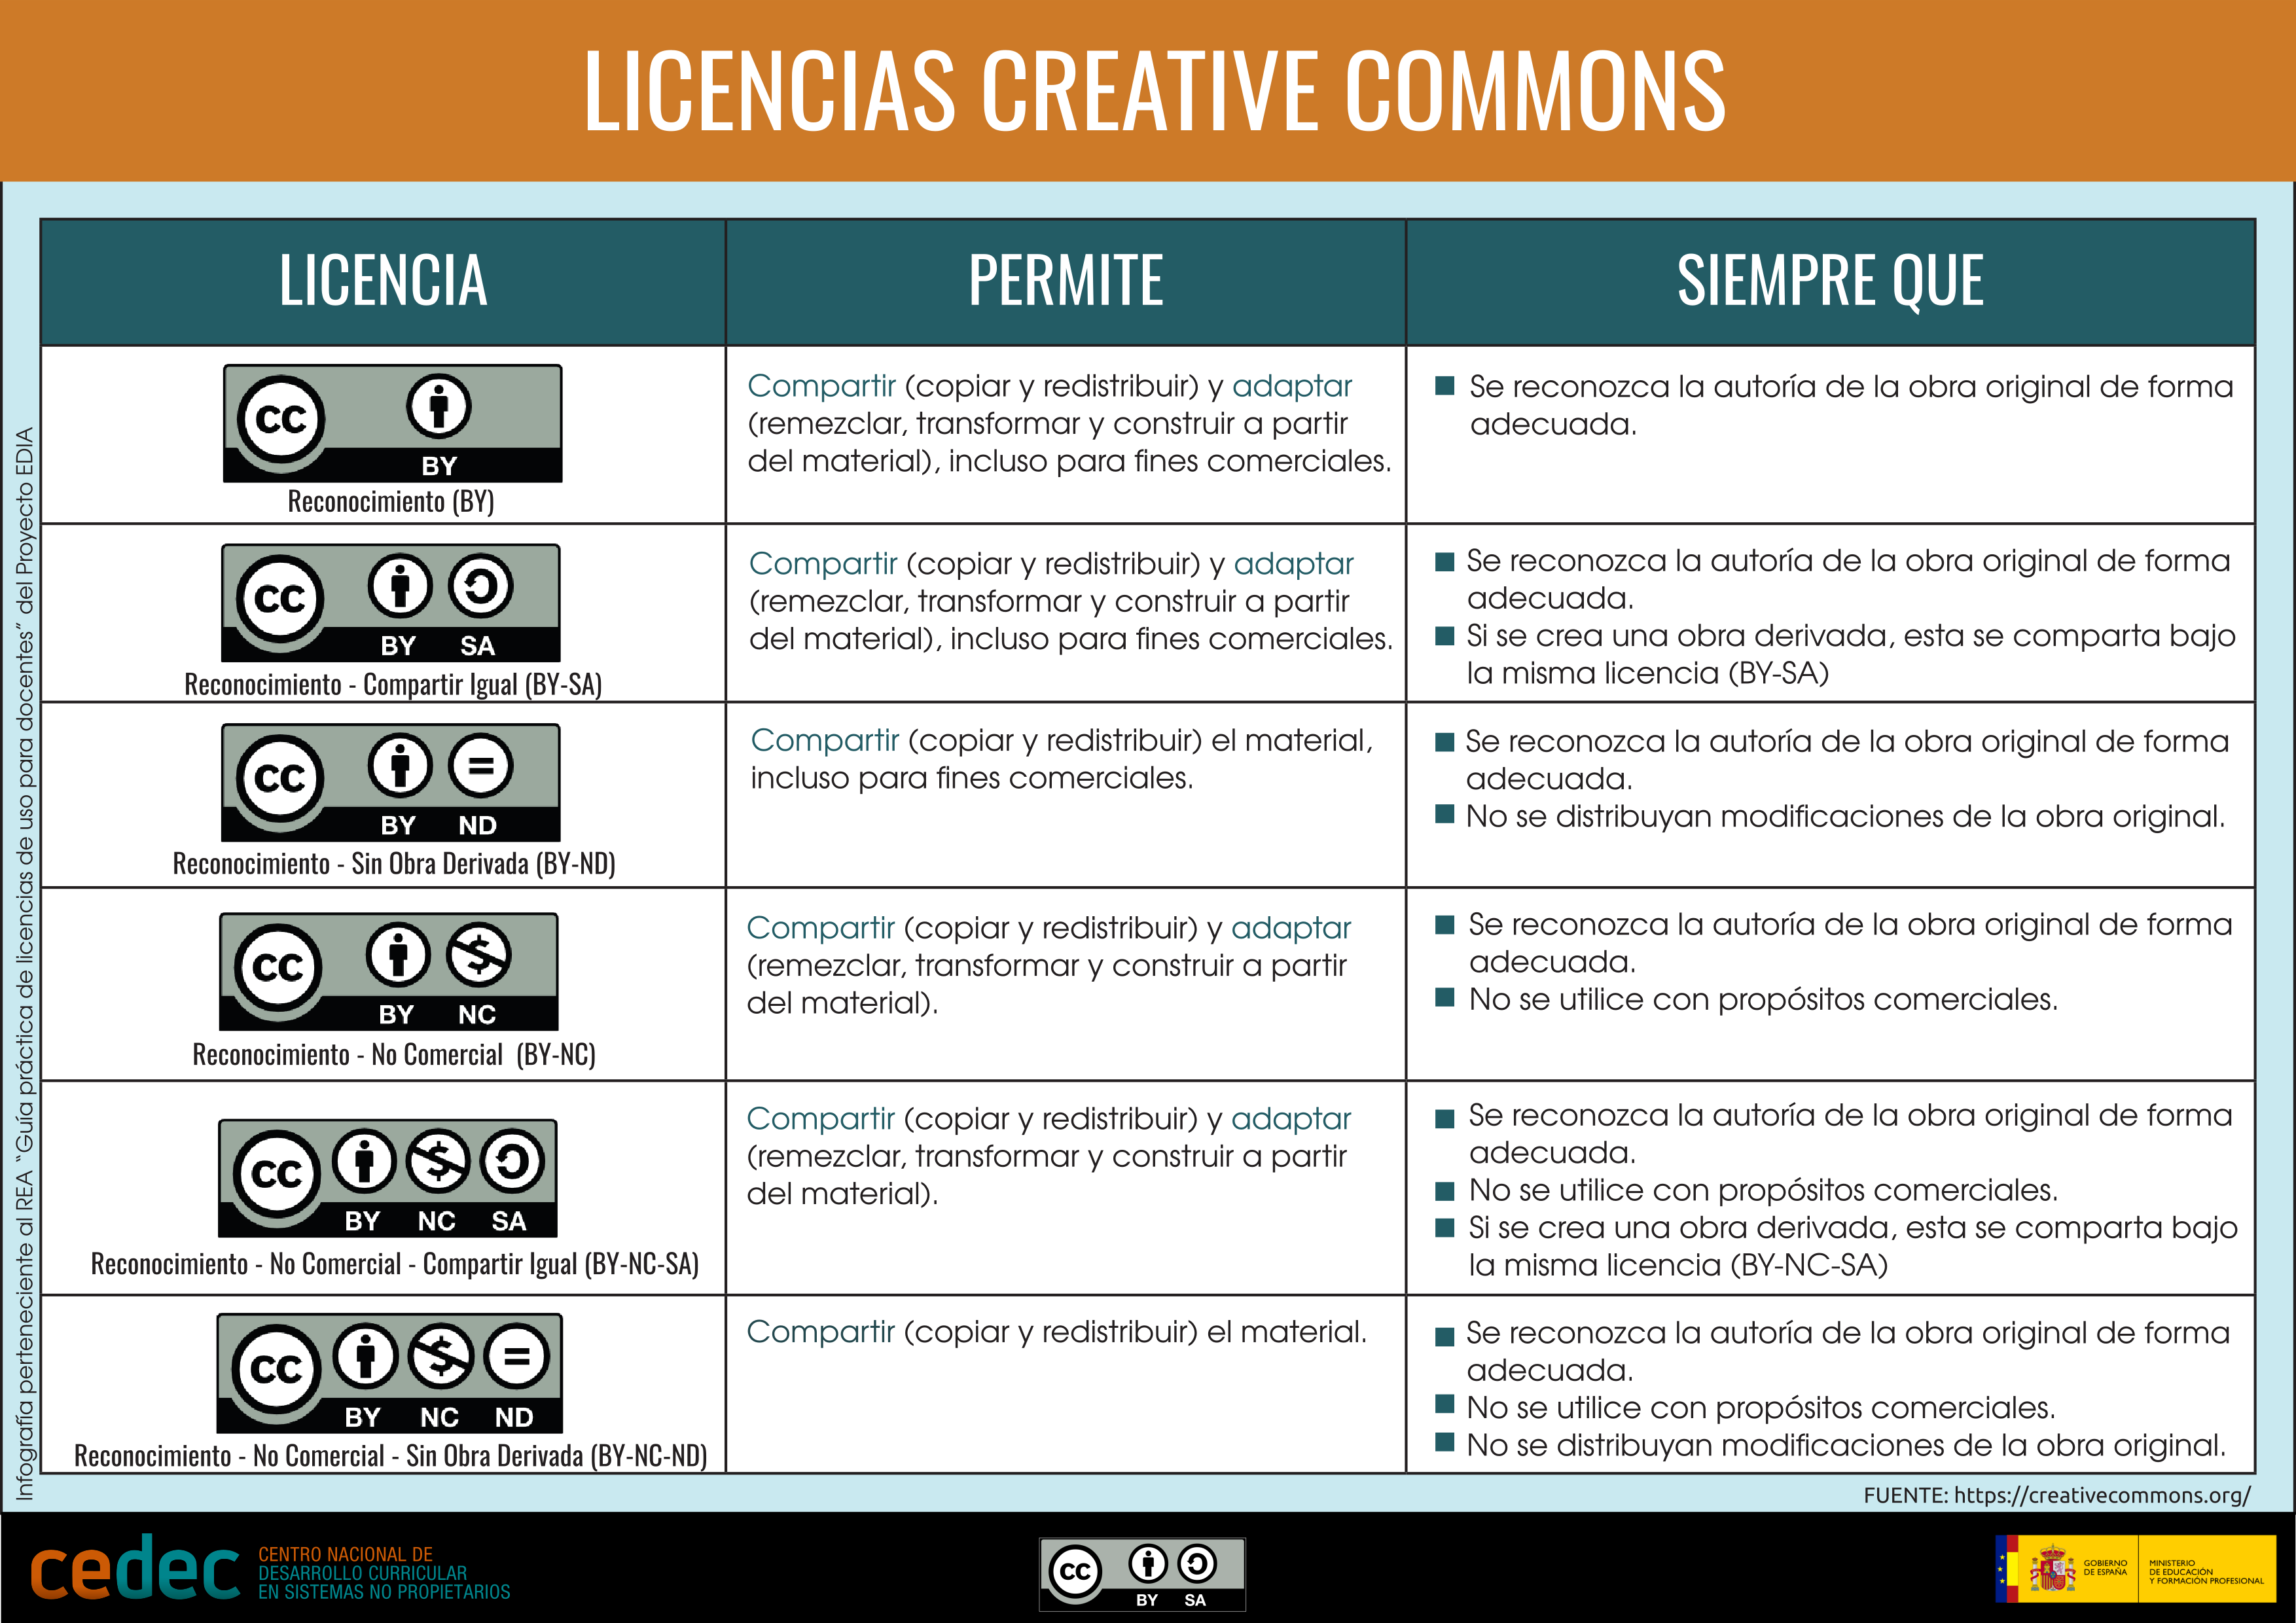 LICENCIAS CREATIVE COMMONS
LICENCIA
PERMITE
SIEMPRE QUE
cc
BY
Reconocimiento (BY)
Compartir (copiar y redistribuir) y adaptar
(remezclar, transformar y construir a partir
del material), incluso para fines comerciales.
Se reconozca la autoría de la obra original de forma
adecuada.
cc
BY SA
Reconocimiento - Compartir Igual (BY-SA)
Compartir (copiar y redistribuir) y adaptar
(remezclar, transformar y construir a partir
del material), incluso para fines comerciales.
Se reconozca la autoría de la obra original de forma
adecuada.
Si se crea una obra derivada, esta se comparta bajo
la misma licencia (BY-SA)
cc
=
BY ND
Reconocimiento - Sin Obra Derivada (BY-ND)
Compartir (copiar y redistribuir) el material,
incluso para fines comerciales.
Se reconozca la autoría de la obra original de forma
adecuada.
No se distribuyan modificaciones de la obra original.
cc
$
BY NC
Reconocimiento - No Comercial (BY-NC)
Compartir (copiar y redistribuir) y adaptar
(remezclar, transformar y construir a partir
del material).
Se reconozca la autoría de la obra original de forma
adecuada.
No se utilice con propósitos comerciales.
cc
$
BY NC SA
Reconocimiento - No Comercial - Compartir Igual (BY-NC-SA)
Compartir (copiar y redistribuir) y adaptar
(remezclar, transformar y construir a partir
del material).
Se reconozca la autoría de la obra original de forma
adecuada.
No se utilice con propósitos comerciales.
Si se crea una obra derivada, esta se comparta bajo
la misma licencia (BY-NC-SA)
cc
$ =
BY NC ND
Reconocimiento - No Comercial - Sin Obra Derivada (BY-NC-ND)
Compartir (copiar y redistribuir) el material.
Se reconozca la autoría de la obra original de forma
adecuada.
No se utilice con propósitos comerciales.
No se distribuyan modificaciones de la obra original.
Infografía perteneciente al REA “Guía práctica de licencias de uso para docentes” del Proyecto EDIA
FUENTE: https://creativecommons.org/
cedec
CENTRO NACIONAL DE
DESARROLLO CURRICULAR
EN SISTEMAS NO PROPIETARIOS
cc
BY SA
GOBIERNO
DE ESPAÑA
MINISTERIO
DE EDUCACIÓN
Y FORMACIÓN PROFESIONAL